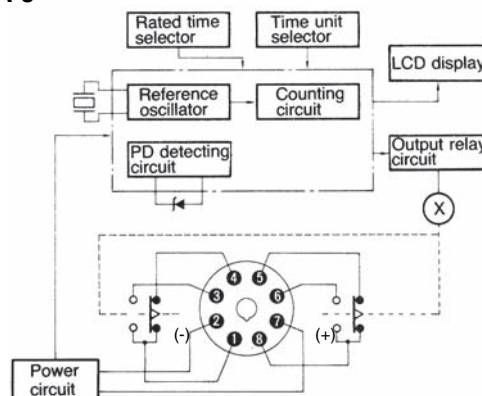 Rated time
selector
Time unit
selector
LCD display
Reference
oscillator
Counting
circuit
Output relay
circuit
PD detecting
circuit
X
4
5
3
6
2
7
1
8
(-)
(+)
Power
circuit